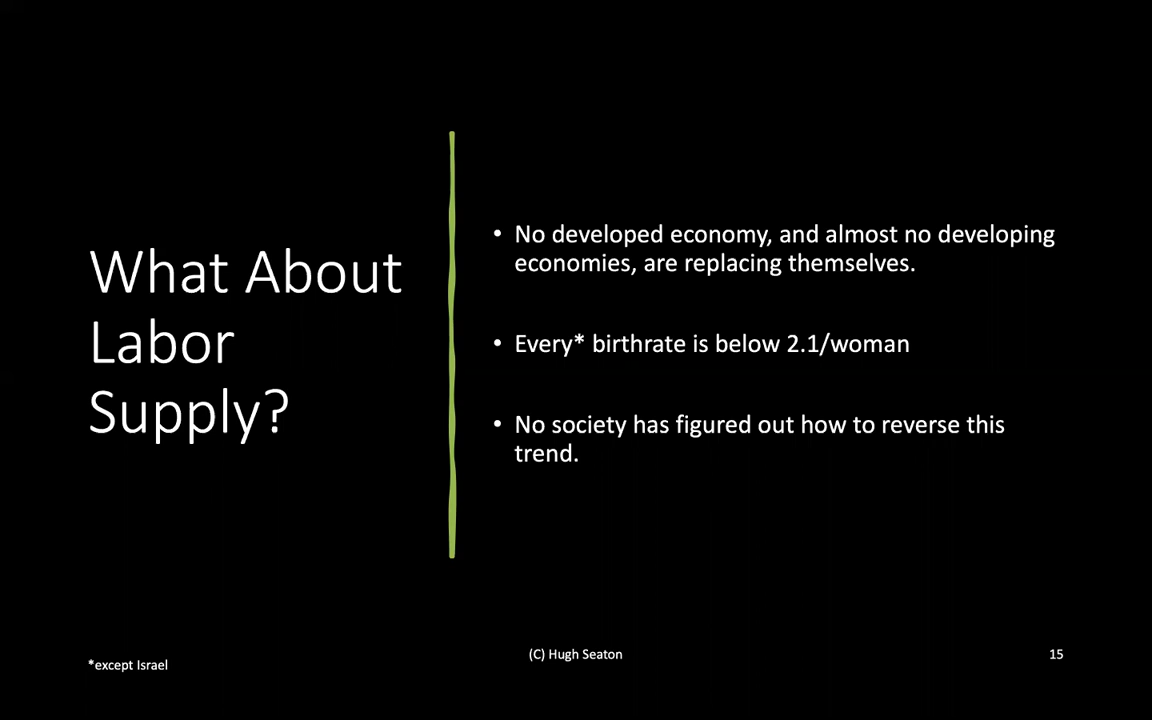 What About
Labor
Supply?
• No developed economy, and almost no developing
economies, are replacing themselves.
• Every* birthrate is below 2.1/woman
• No society has figured out how to reverse this
trend.
*except Israel
(C) Hugh Seaton
15